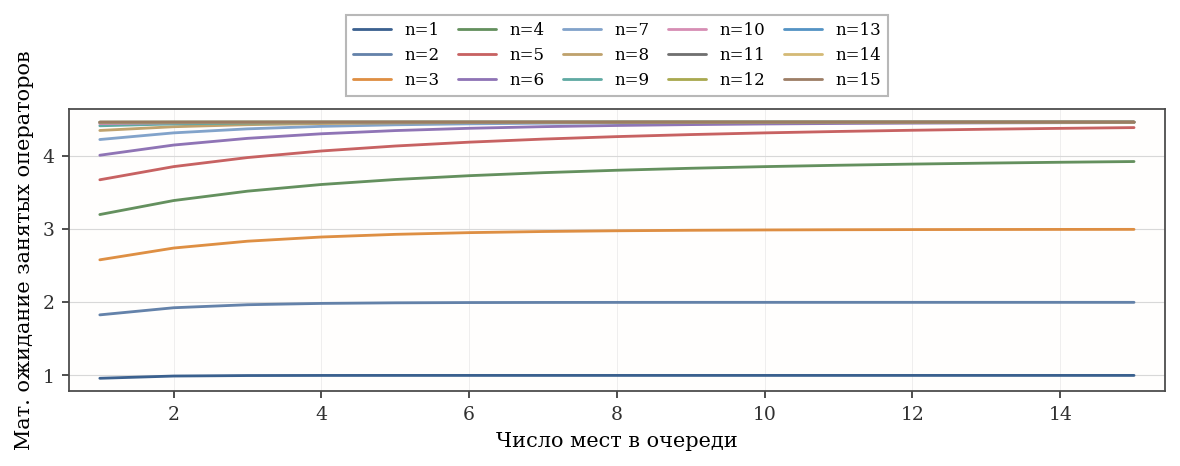 n=1 n=4 n=7 n=10 n=13
n=2 n=5 n=8 n=11 n=14
n=3 n=6 n=9 n=12 n=15
Мат. ожидание занятых операторов
4
3
2
1
2 4 6 8 10 12 14
Число мест в очереди